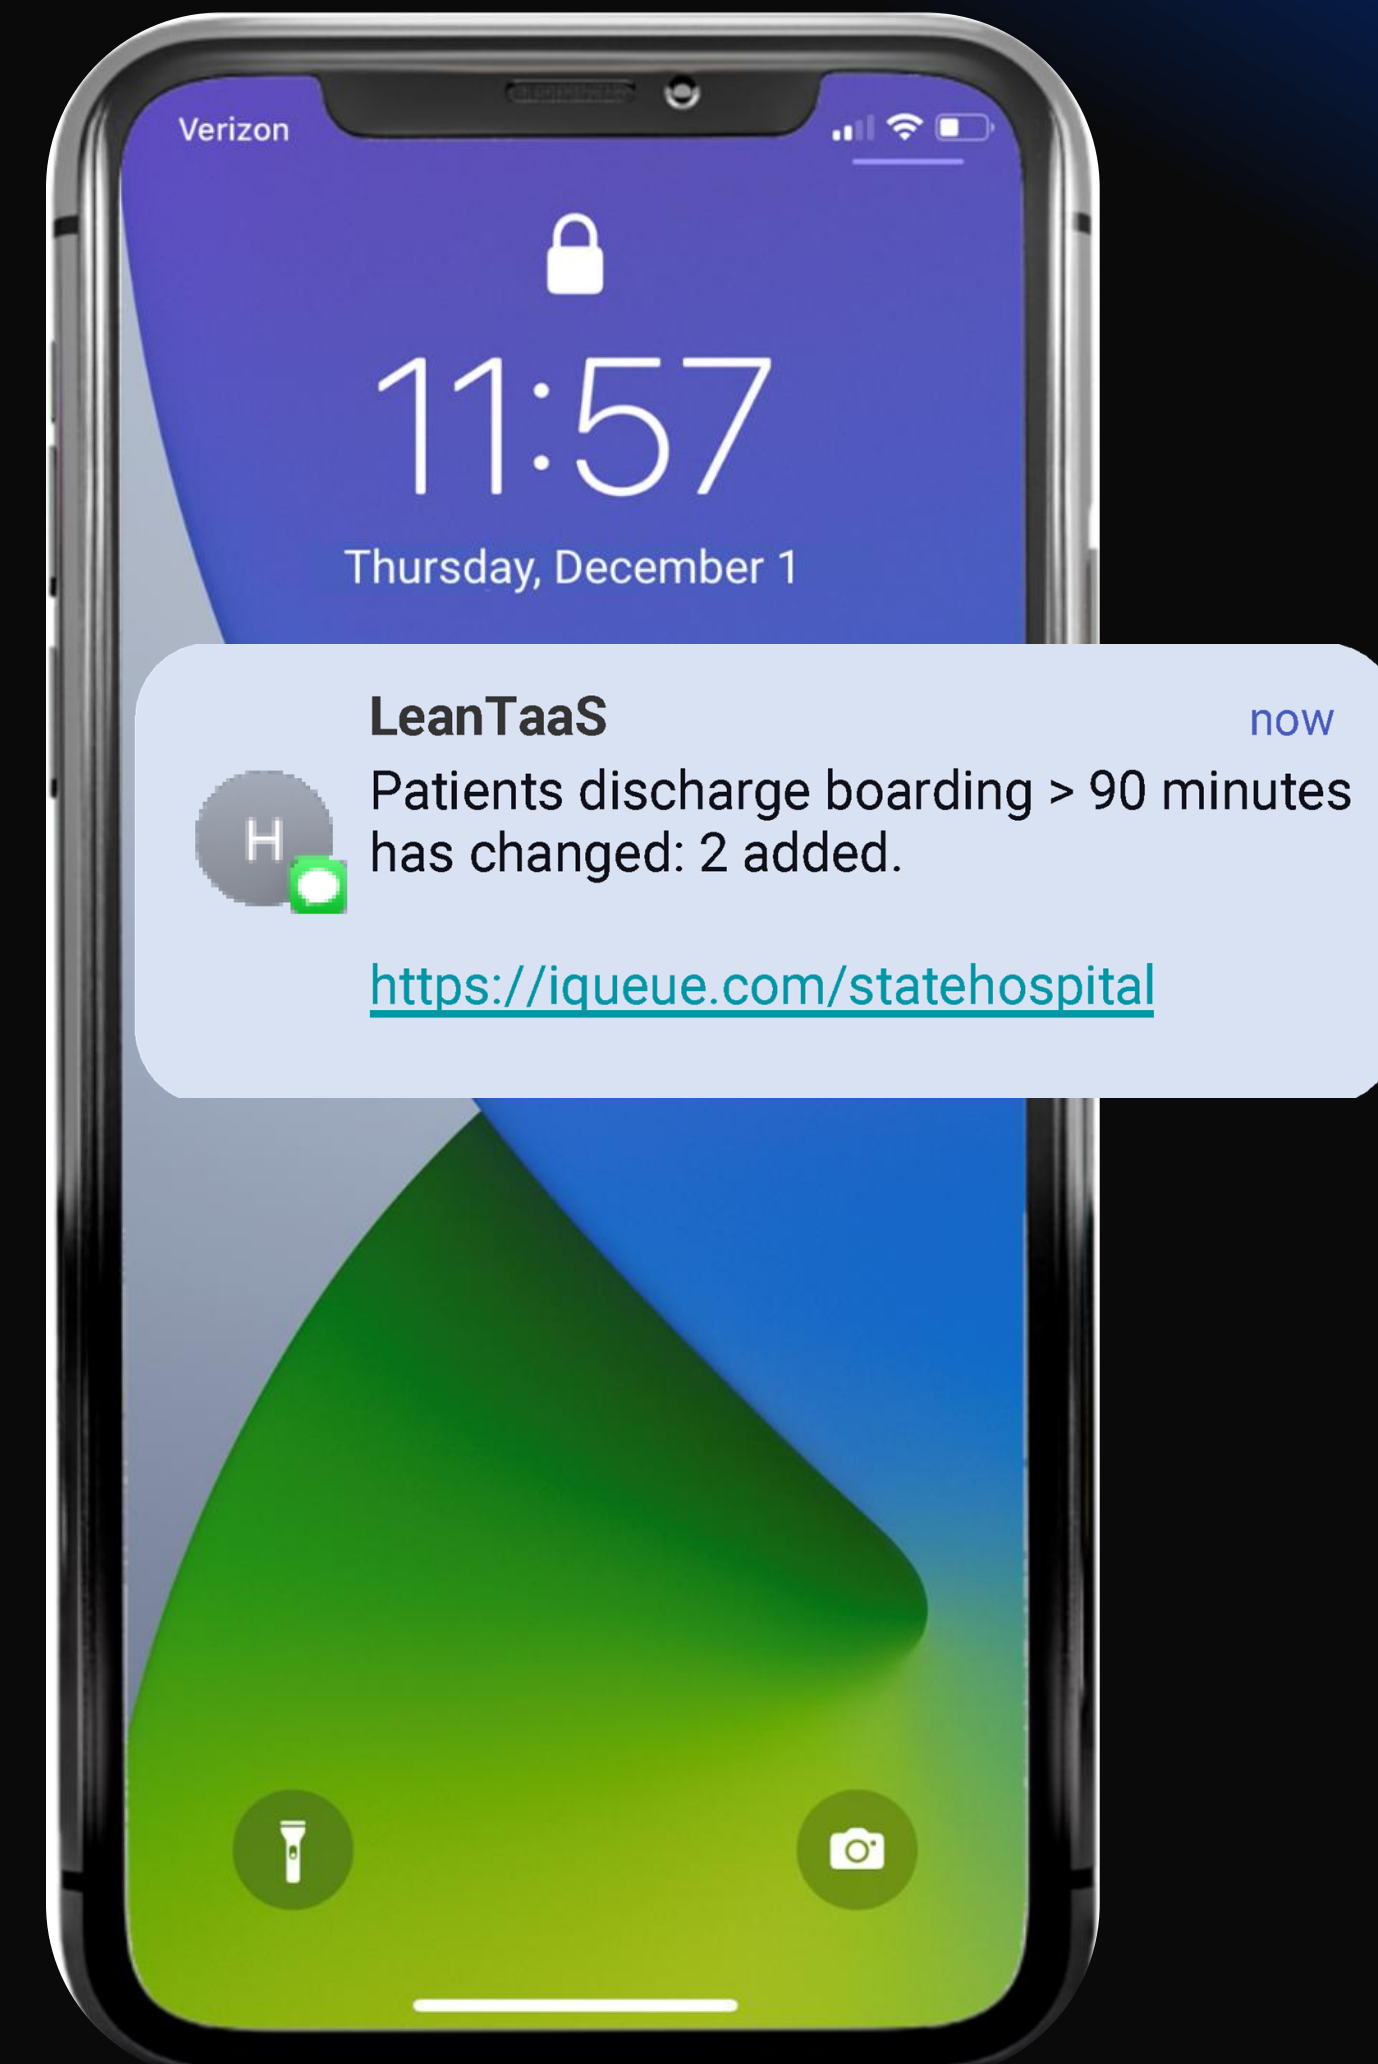 Verizon
11:57
Thursday, December 1
LeanTaaS
now
Patients discharge boarding > 90 minutes
has changed: 2 added.
H
https://iqueue.com/statehospital